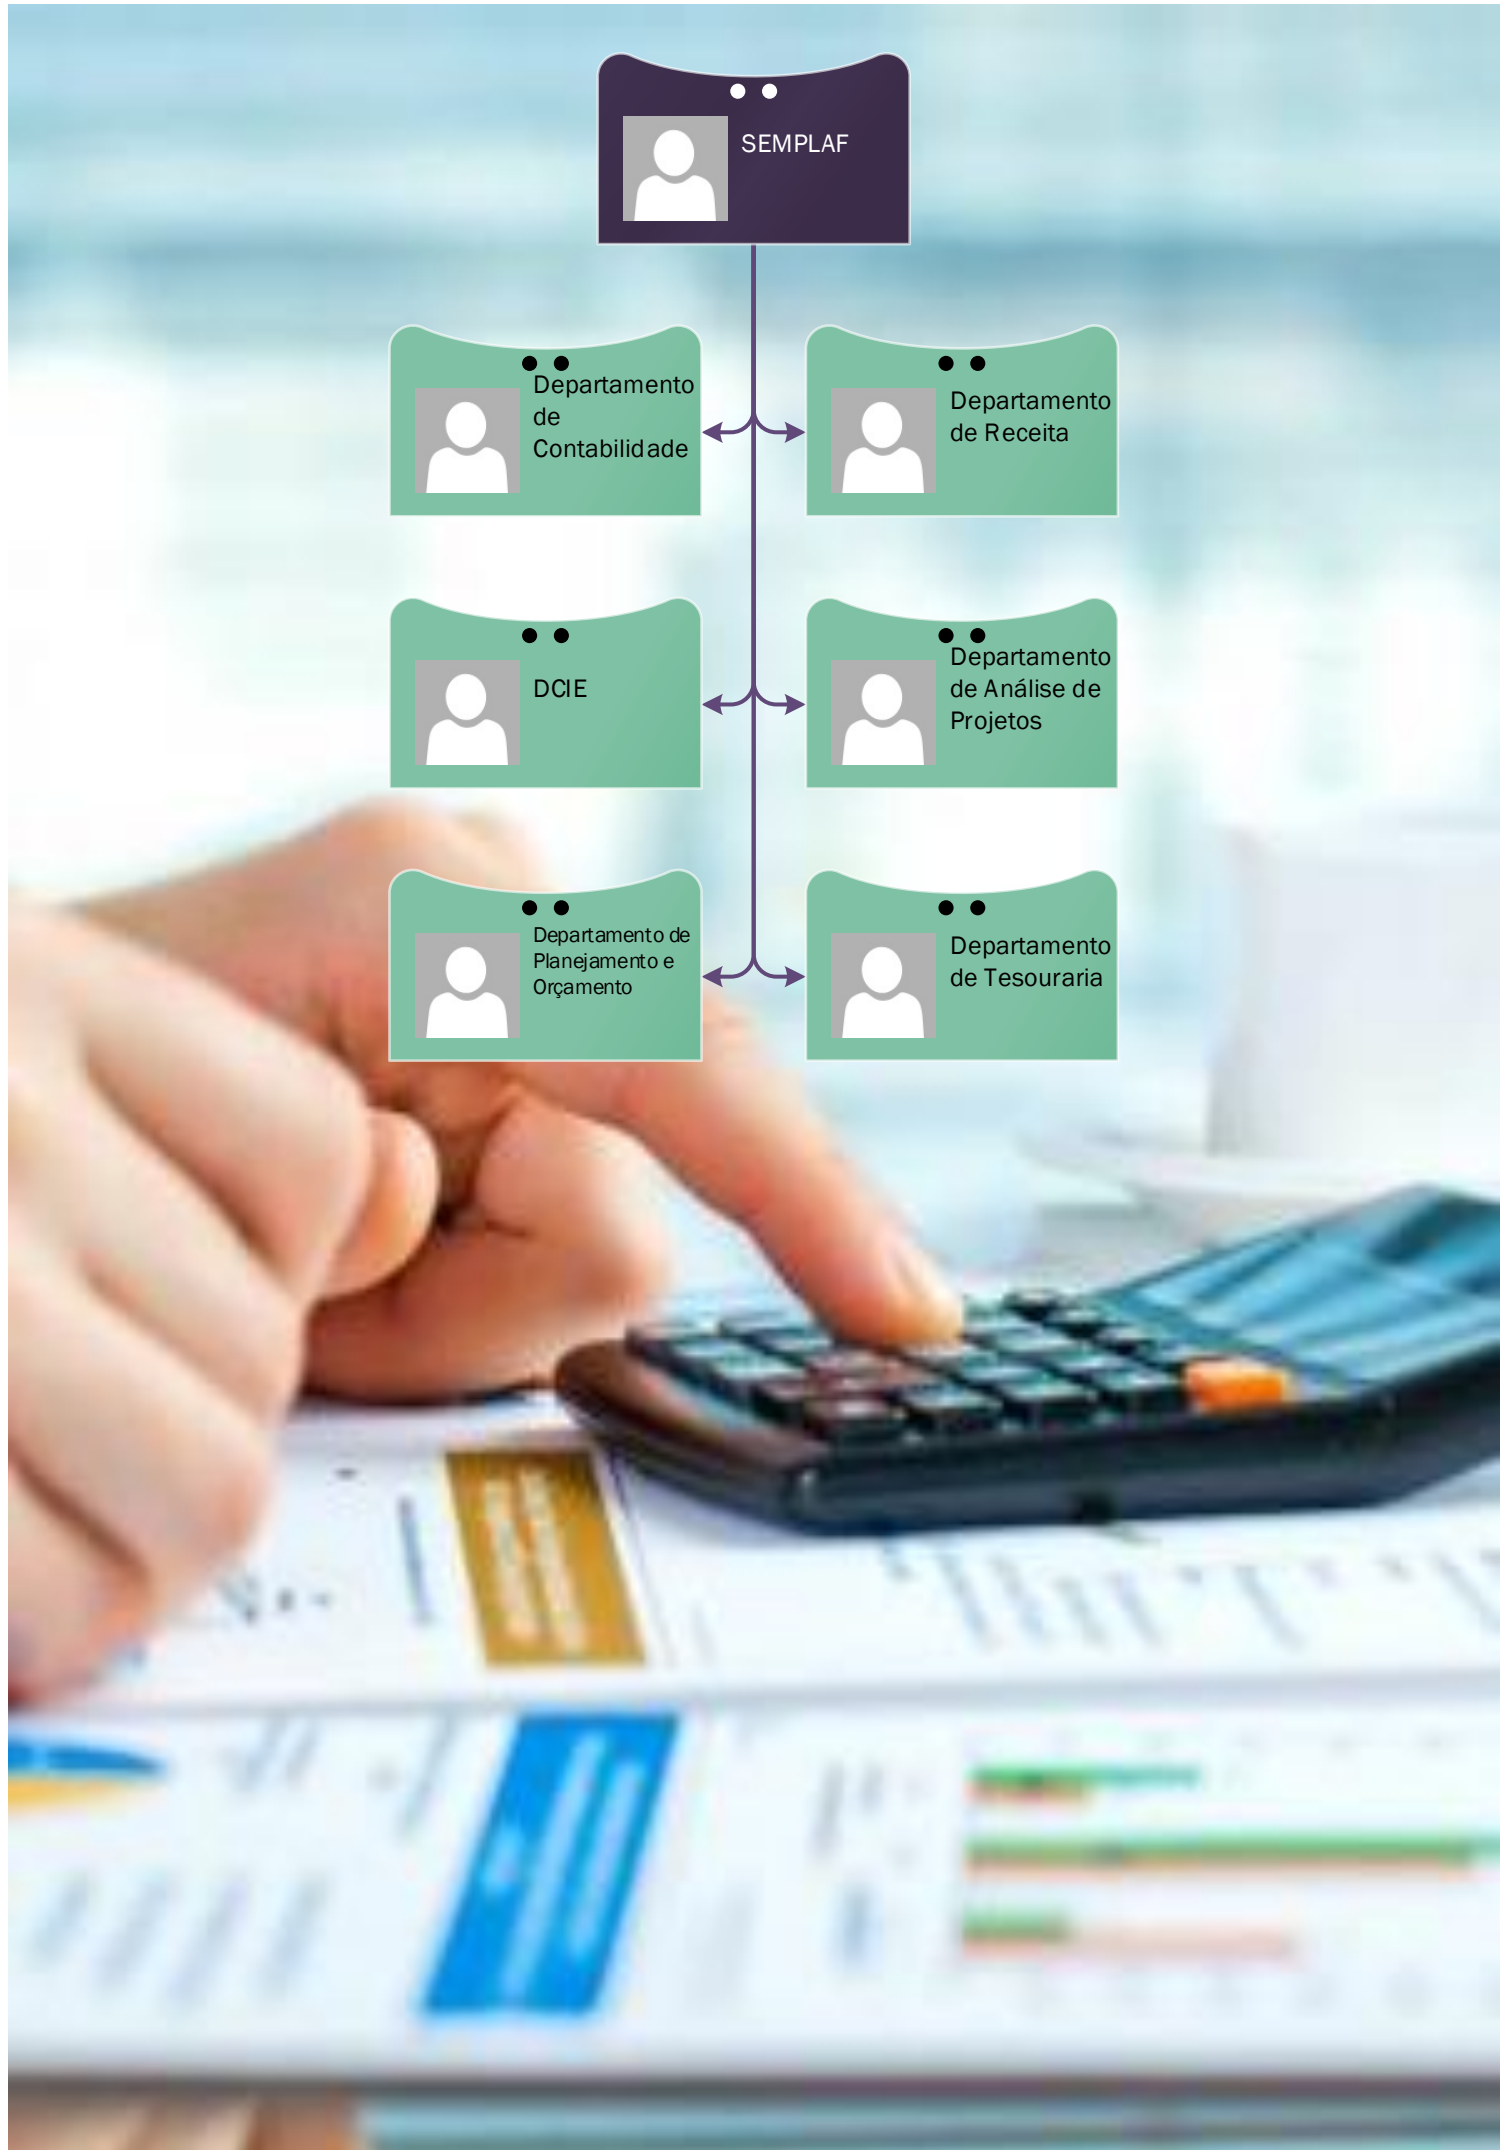 SEMPLAF
Departamento
de
Contabilidade
Departamento
de Receita
DCIE
Departamento
de Análise de
Projetos
Departamento de
Planejamento e
Orçamento
Departamento
de Tesouraria